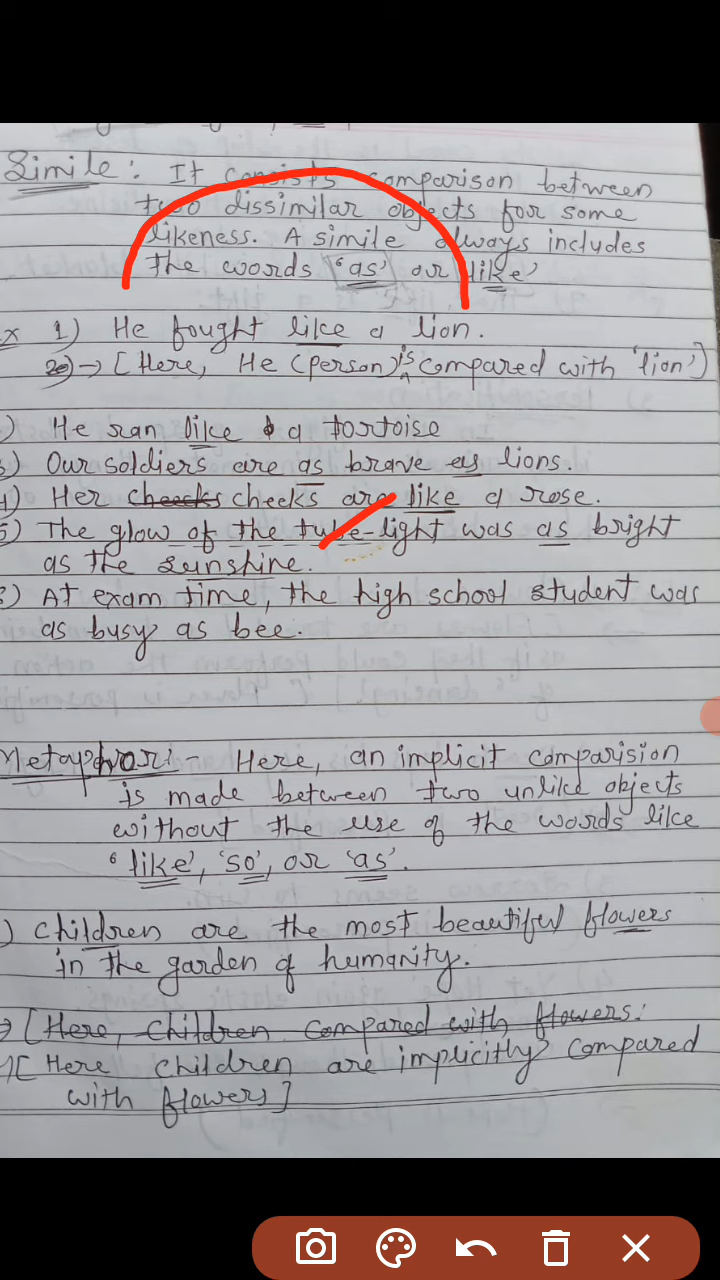 Simile : It consists comparison between
two dissimilar objects for some
likeness. A simile always includes
the words 'as' or 'like'
Ex 1) He fought like a lion.
→ [Here, He (person) is compared with 'lion']
) He ran like a tortoise
) Our soldiers are as brave as lions.
4) Her cheeks cheeks are like a rose.
5) The glow of the tube-light was as bright
as the sunshine.
) At exam time, the high school student was
as busy as bee.
Metaphor :- Here, an implicit comparision
is made between two unlike objects
without the use of the words like
'like', 'so', or 'as'.
) Children are the most beautiful flowers
in the garden of humanity.
→ [Here, children compared with flowers.
[Here children are implicitly compared
with flowers]